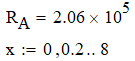 R_A = 2.06 × 10^5
x := 0,0.2..8